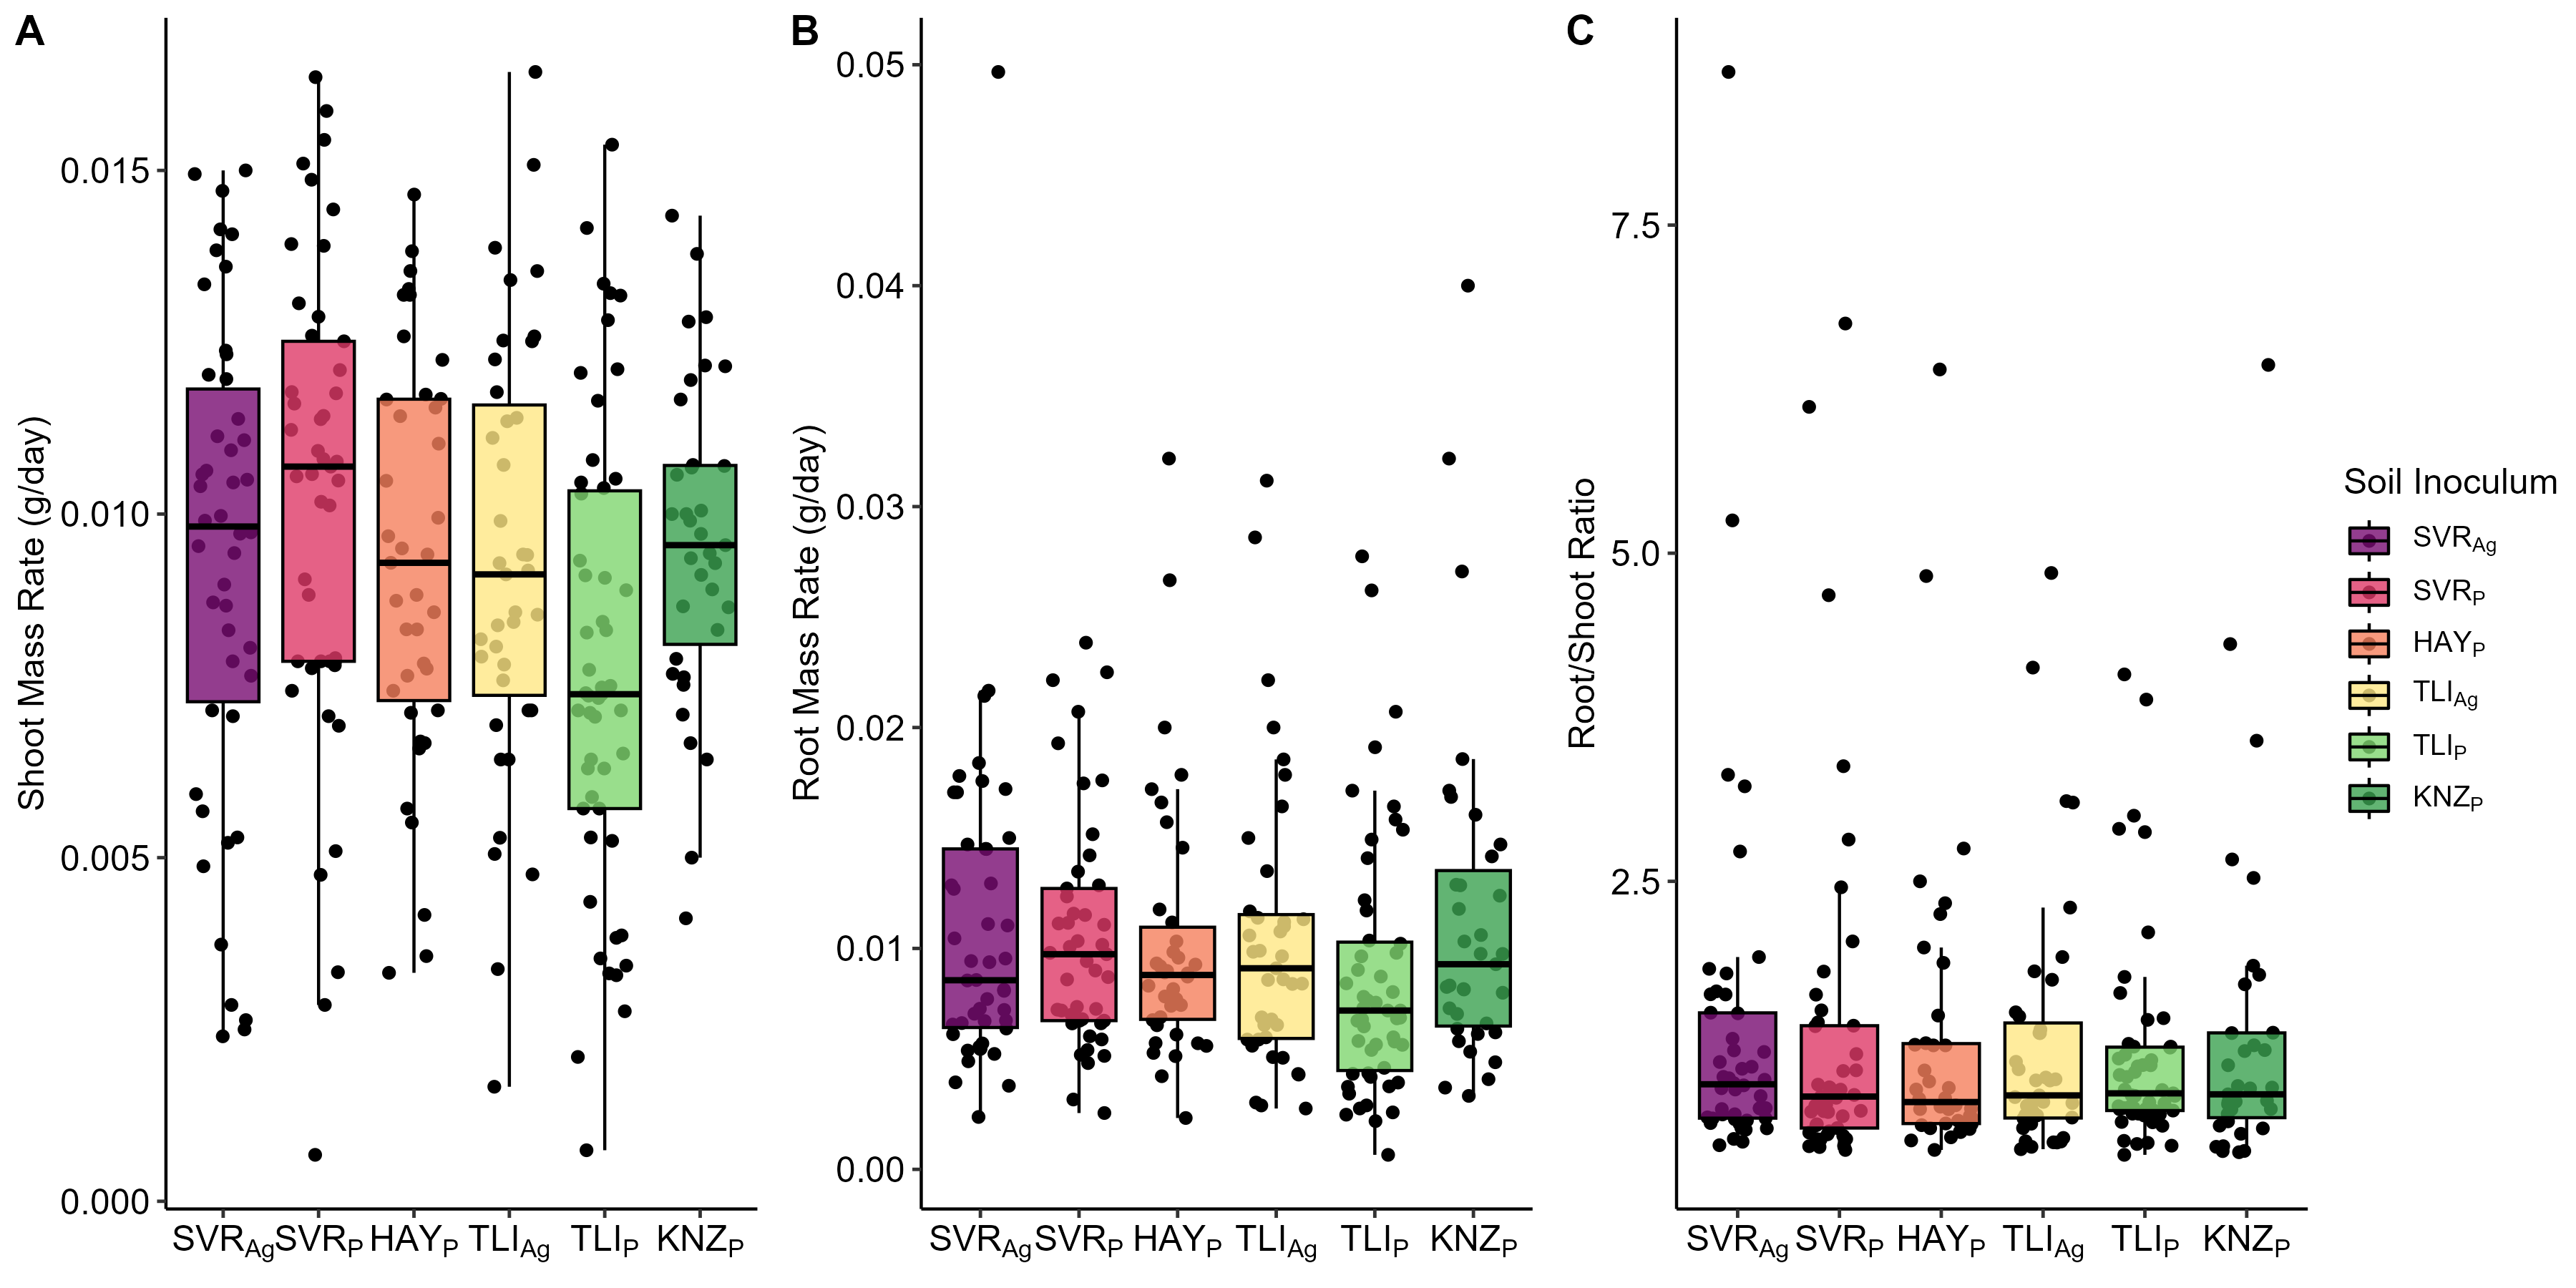 A
Shoot Mass Rate (g/day)
0.015
0.010
0.005
0.000
SVRAg SVRP HAYP TLIAg TLIP KNZP
B
Root Mass Rate (g/day)
0.05
0.04
0.03
0.02
0.01
0.00
SVRAg SVRP HAYP TLIAg TLIP KNZP
C
Root/Shoot Ratio
7.5
5.0
2.5
SVRAg SVRP HAYP TLIAg TLIP KNZP
Soil Inoculum
SVRAg
SVRP
HAYP
TLIAg
TLIP
KNZP